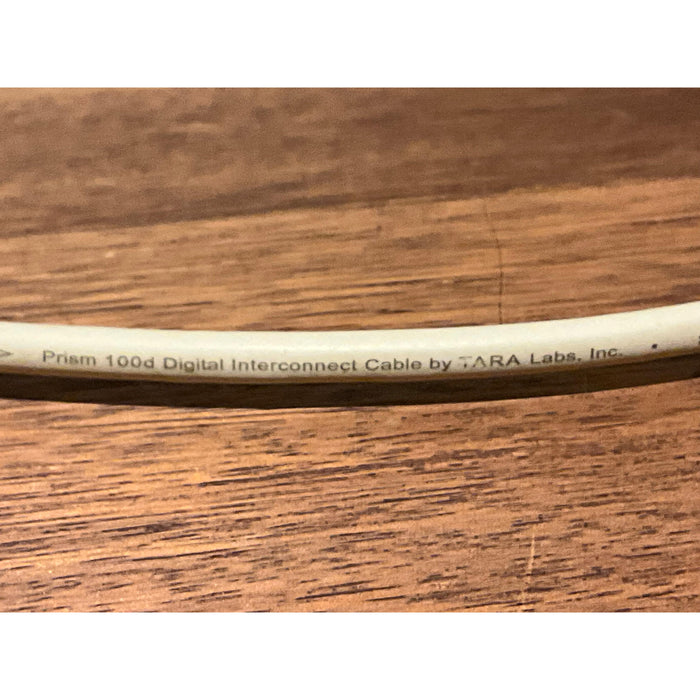 > Prism 100d Digital Interconnect Cable by TARA Labs, Inc.